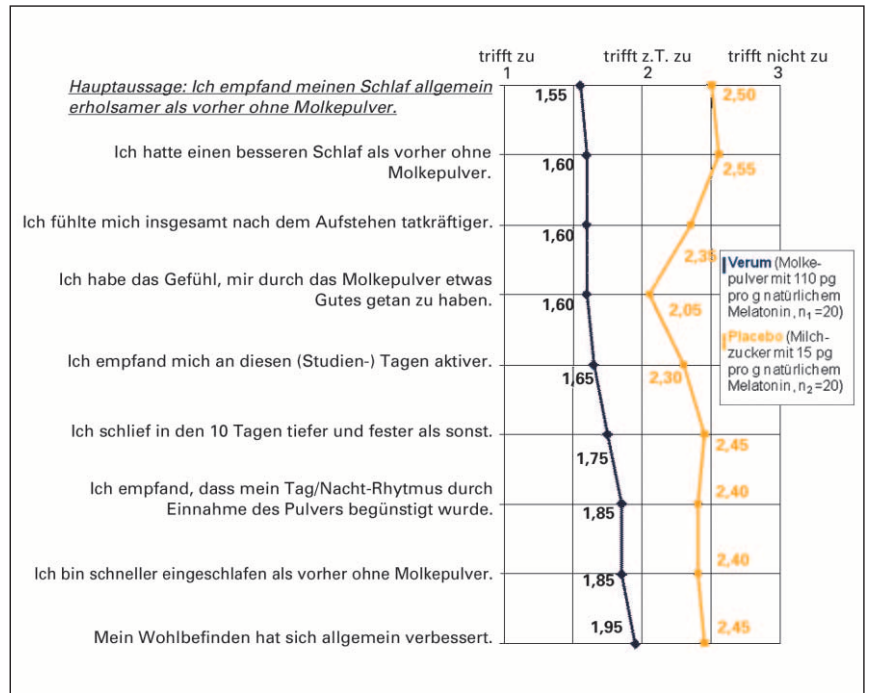 trifft zu trifft z.T. zu trifft nicht zu
1 2 3
Hauptaussage: Ich empfand meinen Schlaf allgemein
erholsamer als vorher ohne Molkepulver.
1,55 2,50
Ich hatte einen besseren Schlaf als vorher ohne
Molkepulver.
1,60 2,55
Ich fühlte mich insgesamt nach dem Aufstehen tatkräftiger.
1,60 2,35
Ich habe das Gefühl, mir durch das Molkepulver etwas
Gutes getan zu haben.
1,60 2,05
Ich empfand mich an diesen (Studien-) Tagen aktiver.
1,65 2,30
Ich schlief in den 10 Tagen tiefer und fester als sonst.
1,75 2,45
Ich empfand, dass mein Tag/Nacht-Rhytmus durch
Einnahme des Pulvers begünstigt wurde.
1,85 2,40
Ich bin schneller eingeschlafen als vorher ohne Molkepulver.
1,85 2,40
Mein Wohlbefinden hat sich allgemein verbessert.
1,95 2,45
Verum (Molke-
pulver mit 110 pg
pro g natürlichem
Melatonin, n₁=20)
Placebo (Milch-
zucker mit 15 pg
pro g natürlichem
Melatonin, n₂=20)